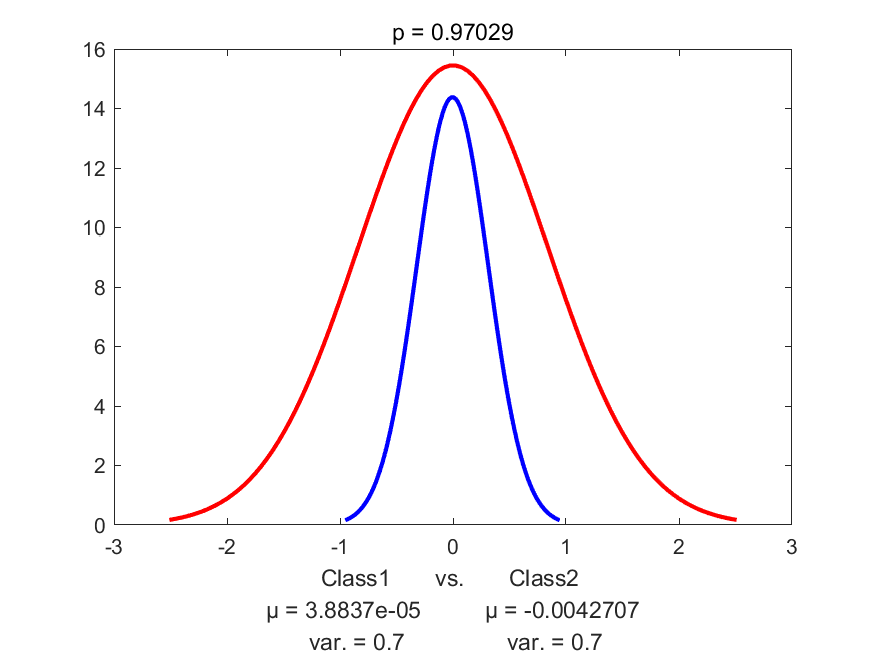 p = 0.97029
16
14
12
10
8
6
4
2
0
-3 -2 -1 0 1 2 3
Class1 vs. Class2
μ = 3.8837e-05 μ = -0.0042707
var. = 0.7 var. = 0.7